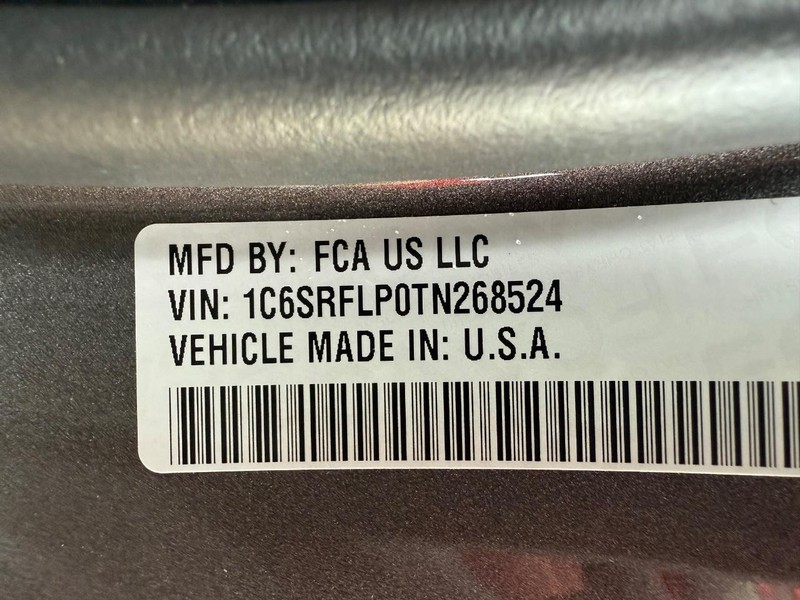 MFD BY: FCA US LLC
VIN: 1C6SRFLP0TN268524
VEHICLE MADE IN: U.S.A.